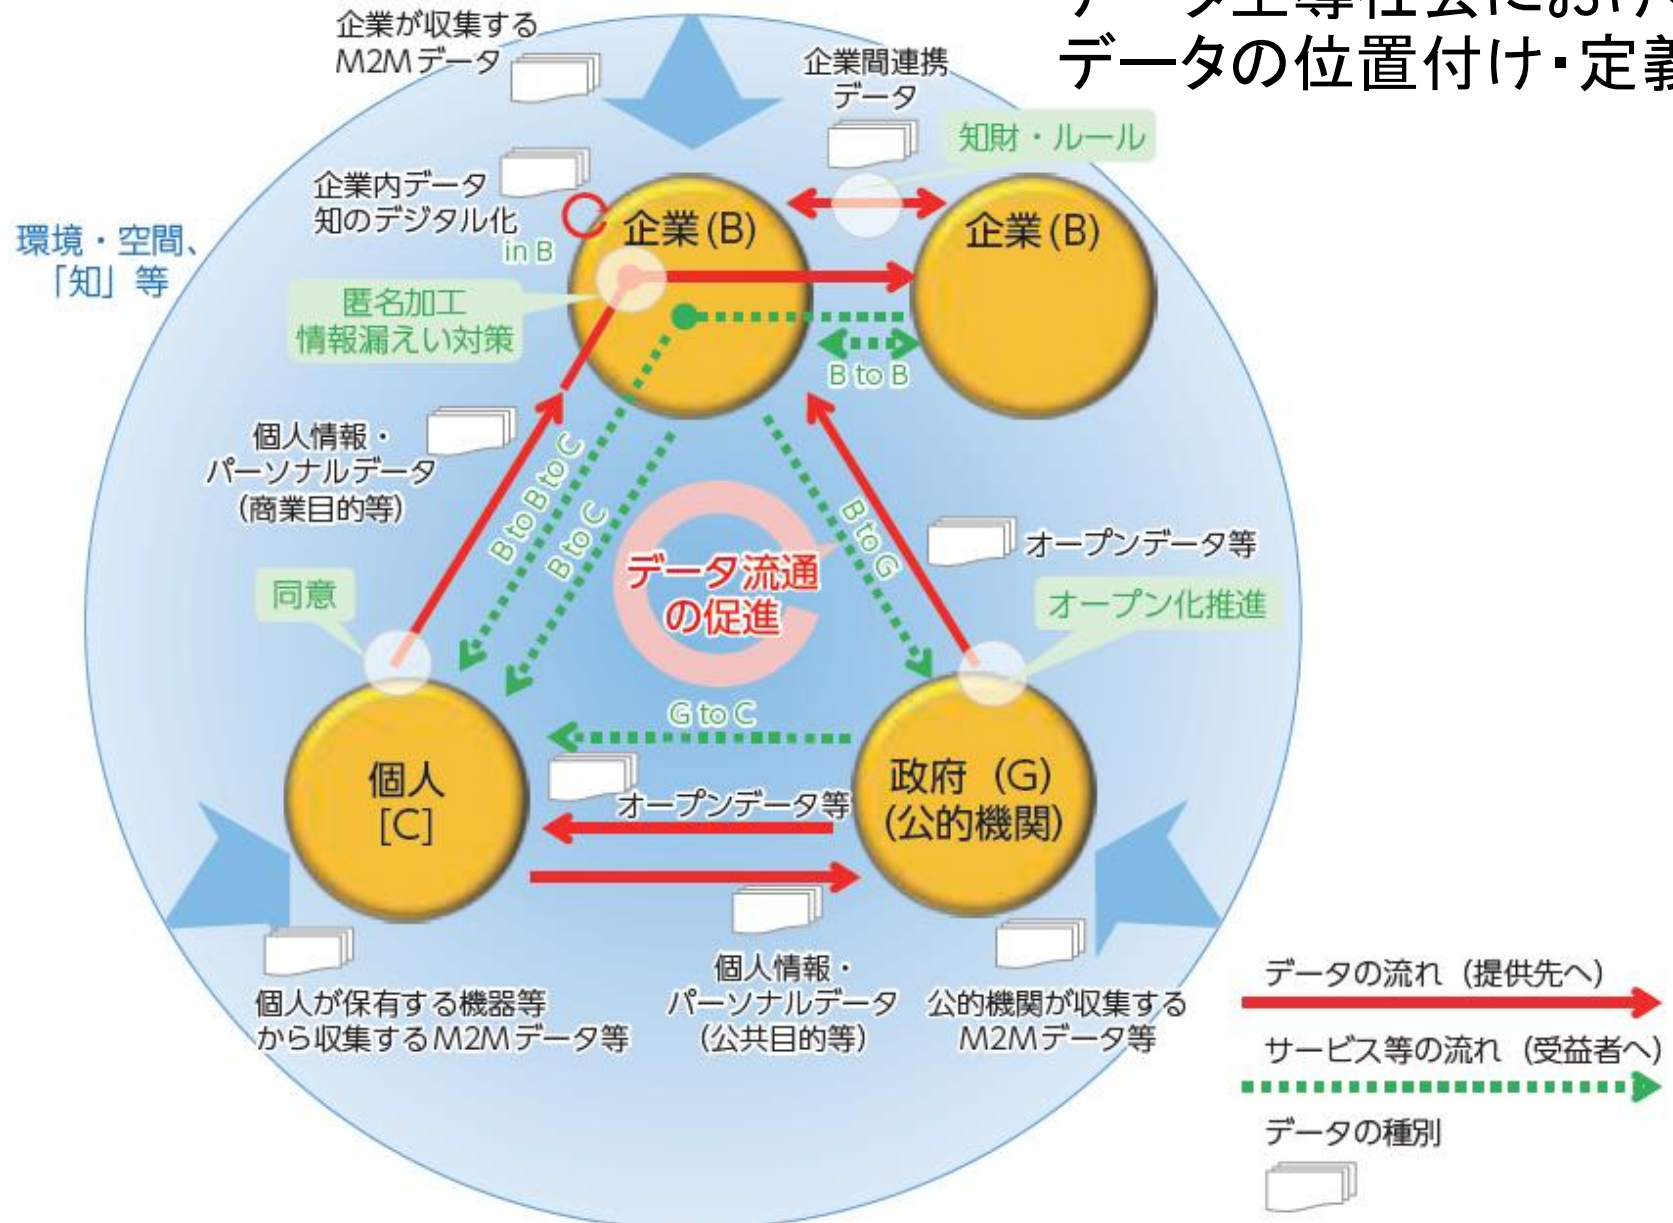 データの位置付け・定義
企業が収集する
M2Mデータ
企業間連携
データ
知財・ルール
企業内データ
知のデジタル化
in B
企業(B)
企業(B)
環境・空間、
「知」等
匿名加工
情報漏えい対策
B to B
個人情報・
パーソナルデータ
(商業目的等)
B to B to C
B to C
B to G
オープンデータ等
データ流通
の促進
同意
オープン化推進
G to C
個人
[C]
オープンデータ等
政府 (G)
(公的機関)
個人が保有する機器等
から収集するM2Mデータ等
個人情報・
パーソナルデータ
(公共目的等)
公的機関が収集する
M2Mデータ等
データの流れ (提供先へ)
サービス等の流れ (受益者へ)
データの種別